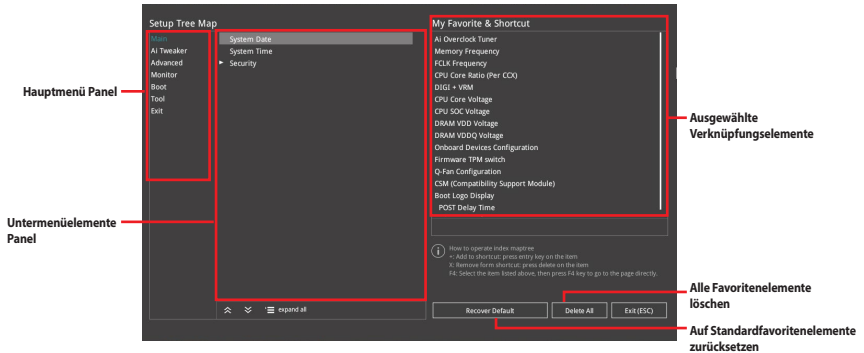 Setup Tree Map
Main
Ai Tweaker
Advanced
Monitor
Boot
Tool
Exit
System Date
System Time
Security
expand all
My Favorite & Shortcut
Ai Overclock Tuner
Memory Frequency
FCLK Frequency
CPU Core Ratio (Per CCX)
DIGI + VRM
CPU Core Voltage
CPU SOC Voltage
DRAM VDD Voltage
DRAM VDDQ Voltage
Onboard Devices Configuration
Firmware TPM switch
Q-Fan Configuration
CSM (Compatibility Support Module)
Boot Logo Display
POST Delay Time
How to operate index maptree
+: Add to shortcut: press entry key on the item
X: Remove form shortcut: press delete on the item
F4: Select the item listed above, then press F4 key to go to the page directly.
Recover Default
Delete All
Exit (ESC)
Hauptmenü Panel
Untermenüelemente
Panel
Ausgewählte
Verknüpfungselemente
Alle Favoritenelemente
löschen
Auf Standardfavoritenelemente
zurücksetzen